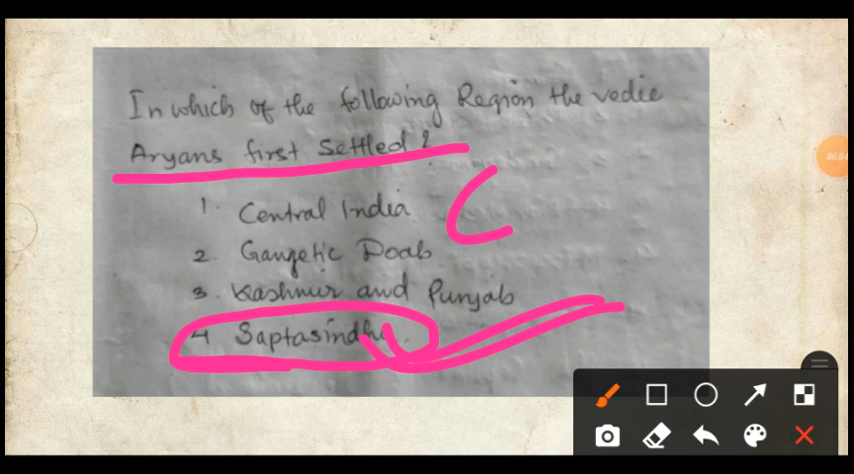 In which of the following Region the vedic
Aryans first Settled ?
1. Central India
2. Gangetic Doab
3. Kashmir and Punjab
4 Saptasindhu.